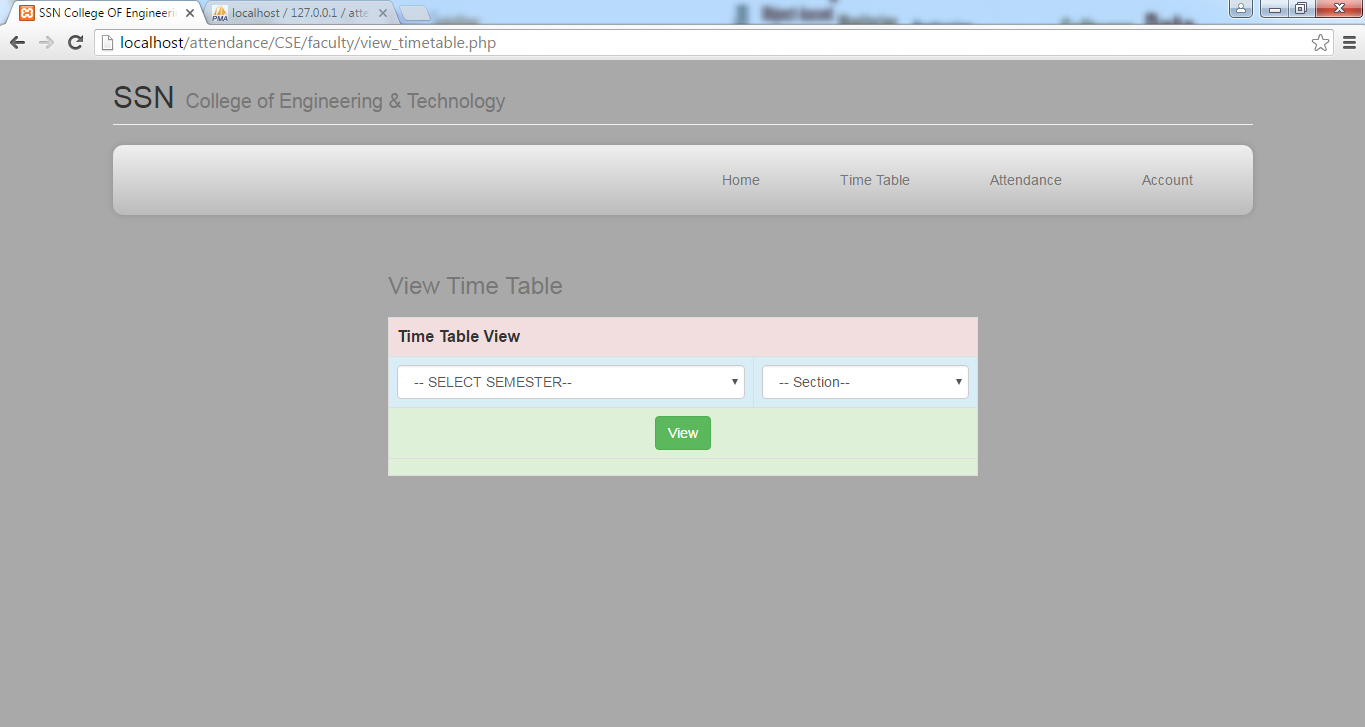 SSN College OF Engineeri
localhost / 127.0.0.1 / atte
localhost/attendance/CSE/faculty/view_timetable.php
SSN College of Engineering & Technology
Home Time Table Attendance Account
View Time Table
Time Table View
-- SELECT SEMESTER-- -- Section--
View